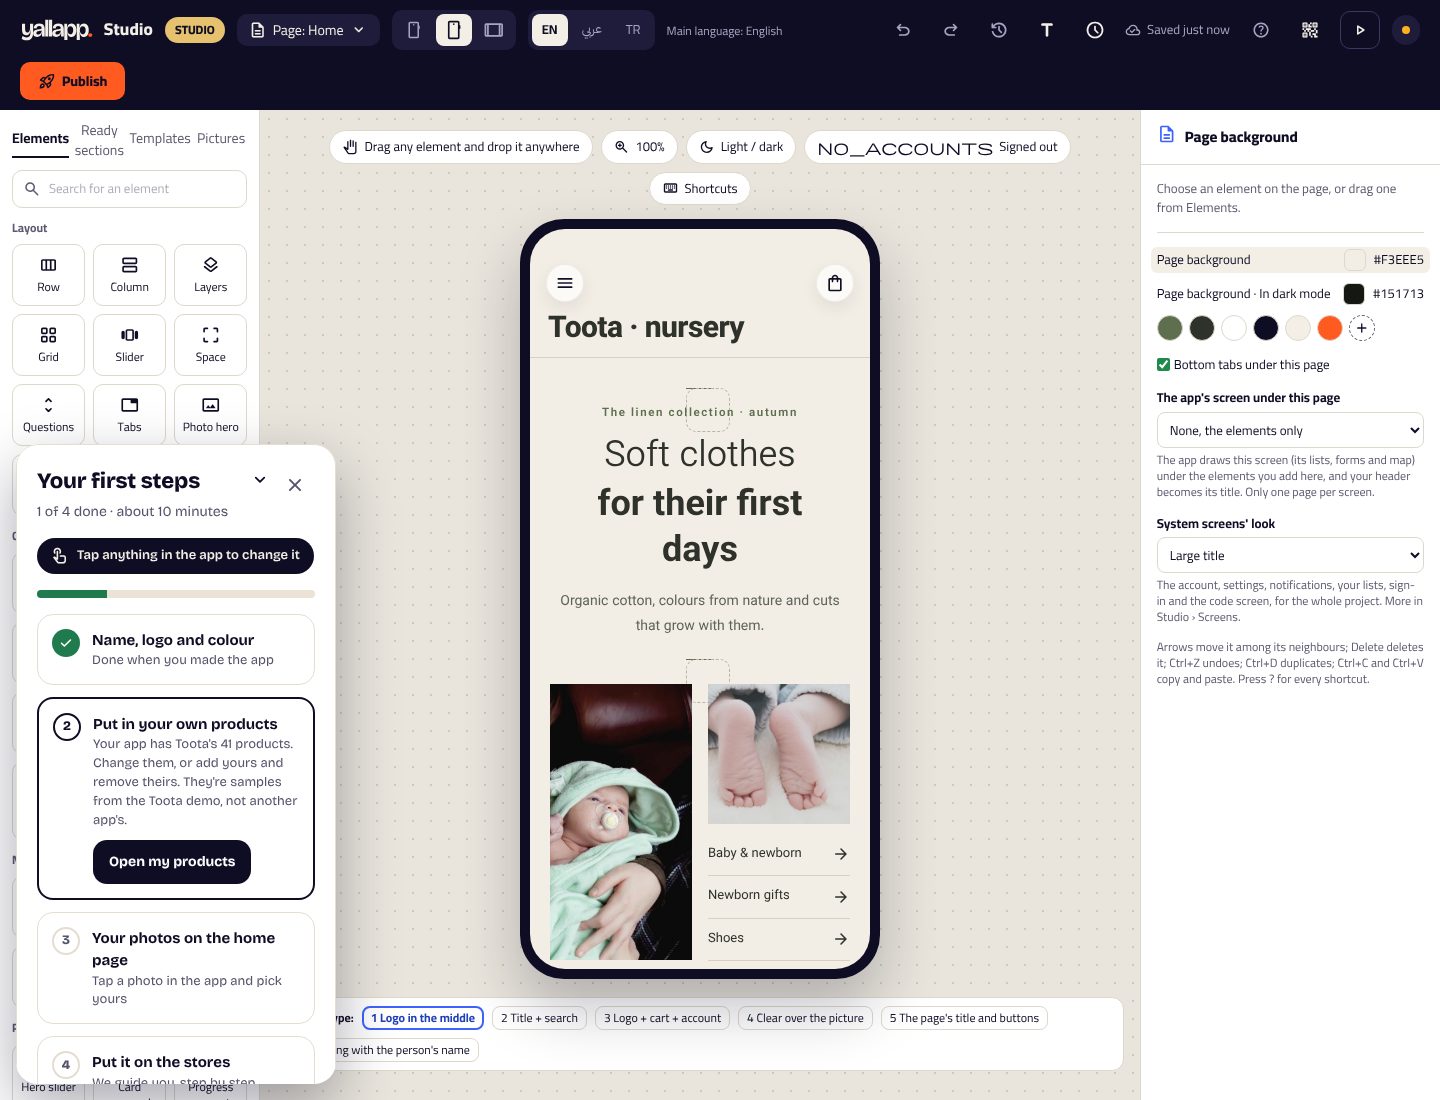 yallapp. Studio STUDIO Page: Home EN عربي TR Main language: English T Saved just now
Publish
Elements Ready sections Templates Pictures
Search for an element
Layout
Row Column Layers
Grid Slider Space
Questions Tabs Photo hero
Your first steps
1 of 4 done · about 10 minutes
Tap anything in the app to change it
Name, logo and colour
Done when you made the app
2 Put in your own products
Your app has Toota's 41 products.
Change them, or add yours and
remove theirs. They're samples
from the Toota demo, not another
app's.
Open my products
3 Your photos on the home
page
Tap a photo in the app and pick
yours
4 Put it on the stores
We guide you, step by step
Hero slider Card Progress
Drag any element and drop it anywhere 100% Light / dark NO_ACCOUNTS Signed out
Shortcuts
Toota · nursery
The linen collection · autumn
Soft clothes
for their first
days
Organic cotton, colours from nature and cuts
that grow with them.
Baby & newborn
Newborn gifts
Shoes
1 Logo in the middle 2 Title + search 3 Logo + cart + account 4 Clear over the picture 5 The page's title and buttons
with the person's name
Page background
Choose an element on the page, or drag one
from Elements.
Page background #F3EEE5
Page background · In dark mode #151713
Bottom tabs under this page
The app's screen under this page
None, the elements only
The app draws this screen (its lists, forms and map)
under the elements you add here, and your header
becomes its title. Only one page per screen.
System screens' look
Large title
The account, settings, notifications, your lists, sign-
in and the code screen, for the whole project. More in
Studio › Screens.
Arrows move it among its neighbours; Delete deletes
it; Ctrl+Z undoes; Ctrl+D duplicates; Ctrl+C and Ctrl+V
copy and paste. Press ? for every shortcut.